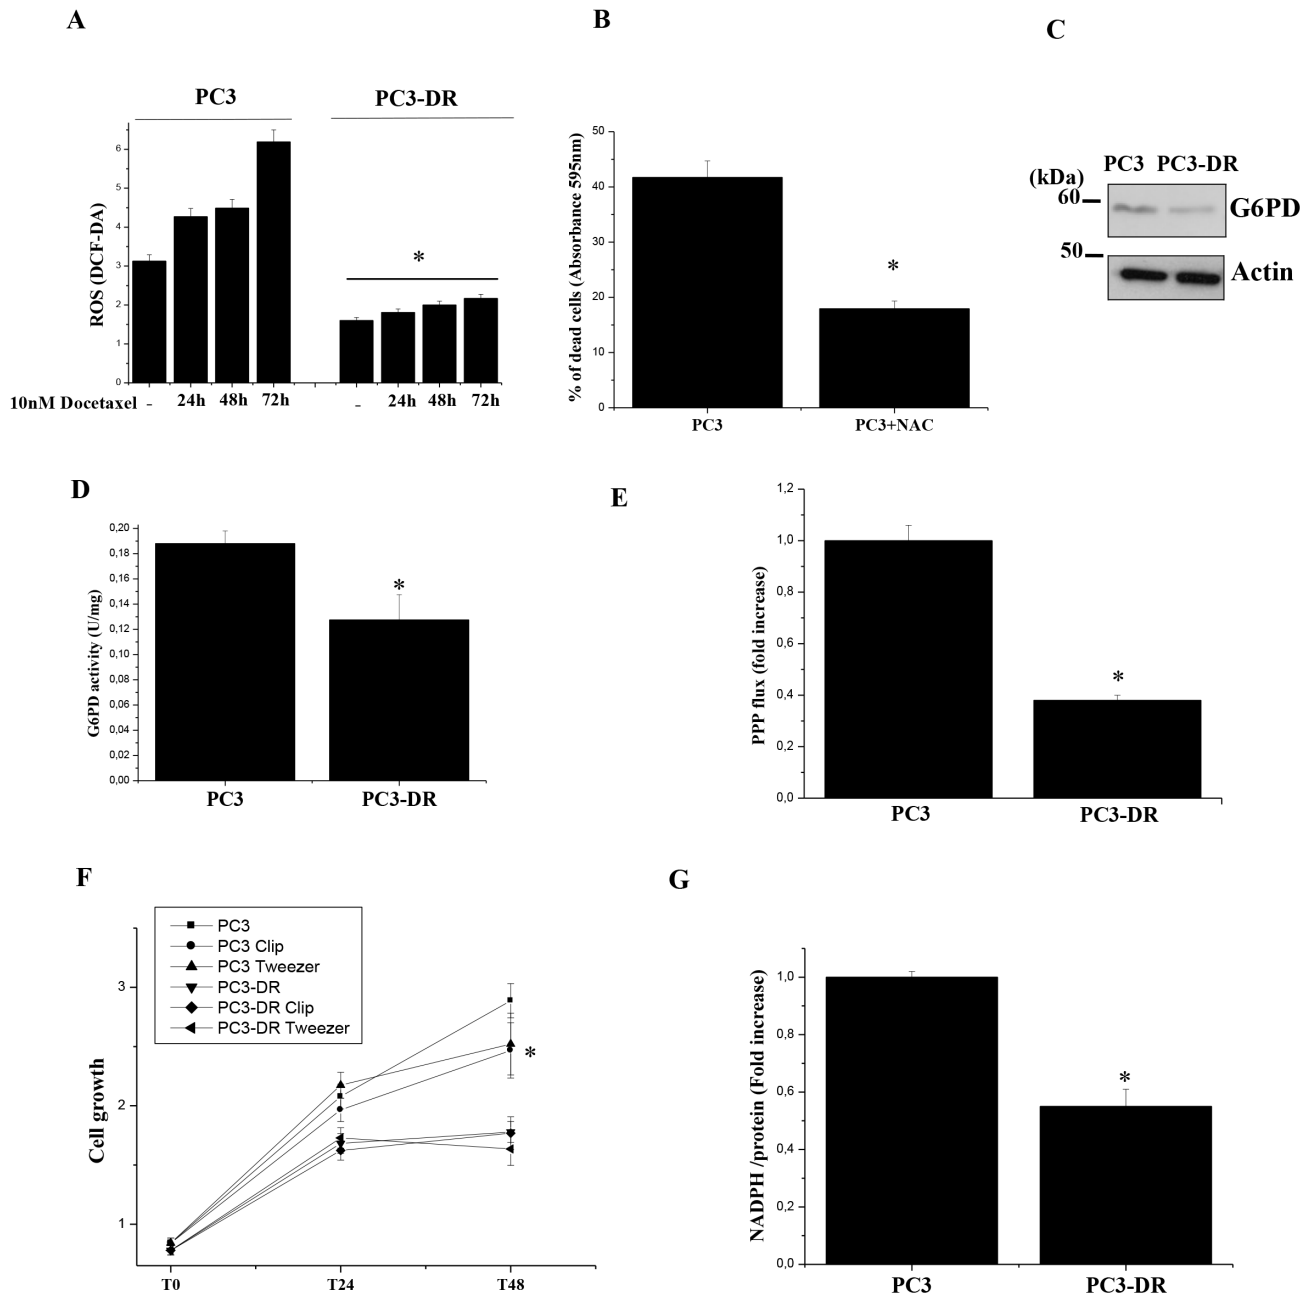 A
PC3
PC3-DR
ROS (DCF-DA)
6
5
4
3
2
1
0
*
10nM Docetaxel - 24h 48h 72h - 24h 48h 72h
B
% of dead cells (Absorbance 595nm)
50
40
30
20
10
0
*
PC3
PC3+NAC
C
PC3 PC3-DR
(kDa)
60
G6PD
50
Actin
D
G6PD activity (U/mg)
0,20
0,18
0,16
0,14
0,12
0,10
0,08
0,06
0,04
0,02
0,00
*
PC3
PC3-DR
E
PPP flux (fold increase)
1,2
1,0
0,8
0,6
0,4
0,2
0,0
*
PC3
PC3-DR
F
PC3
PC3 Clip
PC3 Tweezer
PC3-DR
PC3-DR Clip
PC3-DR Tweezer
Cell growth
3
2
1
*
T0
T24
T48
G
NADPH /protein (Fold increase)
1,0
0,8
0,6
0,4
0,2
0,0
*
PC3
PC3-DR